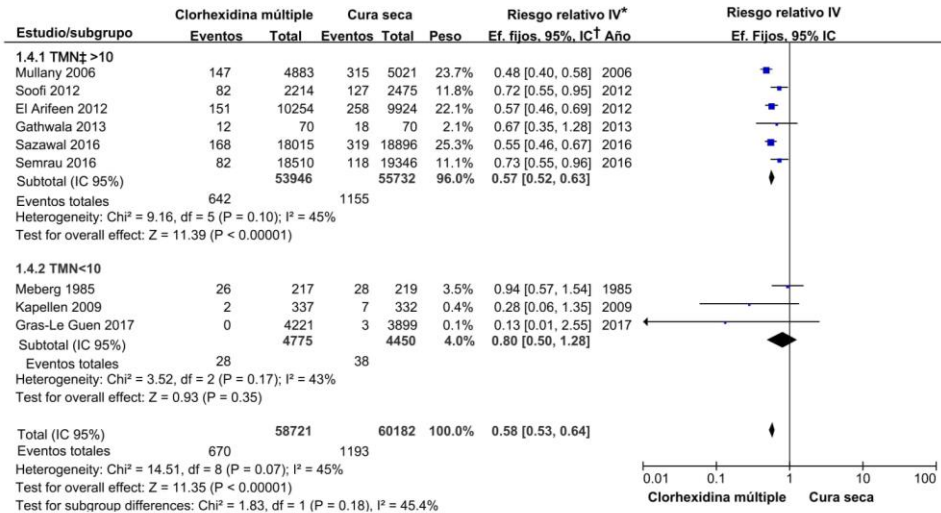 Clorhexidina múltiple Cura seca Riesgo relativo IV* Riesgo relativo IV
Estudio/subgrupo Eventos Total Eventos Total Peso Ef. fijos, 95%, IC† Año Ef. Fijos, 95% IC
1.4.1 TMN‡ >10
Mullany 2006 147 4883 315 5021 23.7% 0.48 [0.40, 0.58] 2006
Soofi 2012 82 2214 127 2475 11.8% 0.72 [0.55, 0.95] 2012
El Arifeen 2012 151 10254 258 9924 22.1% 0.57 [0.46, 0.69] 2012
Gathwala 2013 12 70 18 70 2.1% 0.67 [0.35, 1.28] 2013
Sazawal 2016 168 18015 319 18896 25.3% 0.55 [0.46, 0.67] 2016
Semrau 2016 82 18510 118 19346 11.1% 0.73 [0.55, 0.96] 2016
Subtotal (IC 95%) 53946 55732 96.0% 0.57 [0.52, 0.63]
Eventos totales 642 1155
Heterogeneity: Chi² = 9.16, df = 5 (P = 0.10); I² = 45%
Test for overall effect: Z = 11.39 (P < 0.00001)
1.4.2 TMN<10
Meberg 1985 26 217 28 219 3.5% 0.94 [0.57, 1.54] 1985
Kapellen 2009 2 337 7 332 0.4% 0.28 [0.06, 1.35] 2009
Gras-Le Guen 2017 0 4221 3 3899 0.1% 0.13 [0.01, 2.55] 2017
Subtotal (IC 95%) 4775 4450 4.0% 0.80 [0.50, 1.28]
Eventos totales 28 38
Heterogeneity: Chi² = 3.52, df = 2 (P = 0.17); I² = 43%
Test for overall effect: Z = 0.93 (P = 0.35)
Total (IC 95%) 58721 60182 100.0% 0.58 [0.53, 0.64]
Eventos totales 670 1193
Heterogeneity: Chi² = 14.51, df = 8 (P = 0.07); I² = 45%
Test for overall effect: Z = 11.35 (P < 0.00001)
Test for subgroup differences: Chi² = 1.83, df = 1 (P = 0.18), I² = 45.4%
0.01 0.1 1 10 100
Clorhexidina múltiple Cura seca